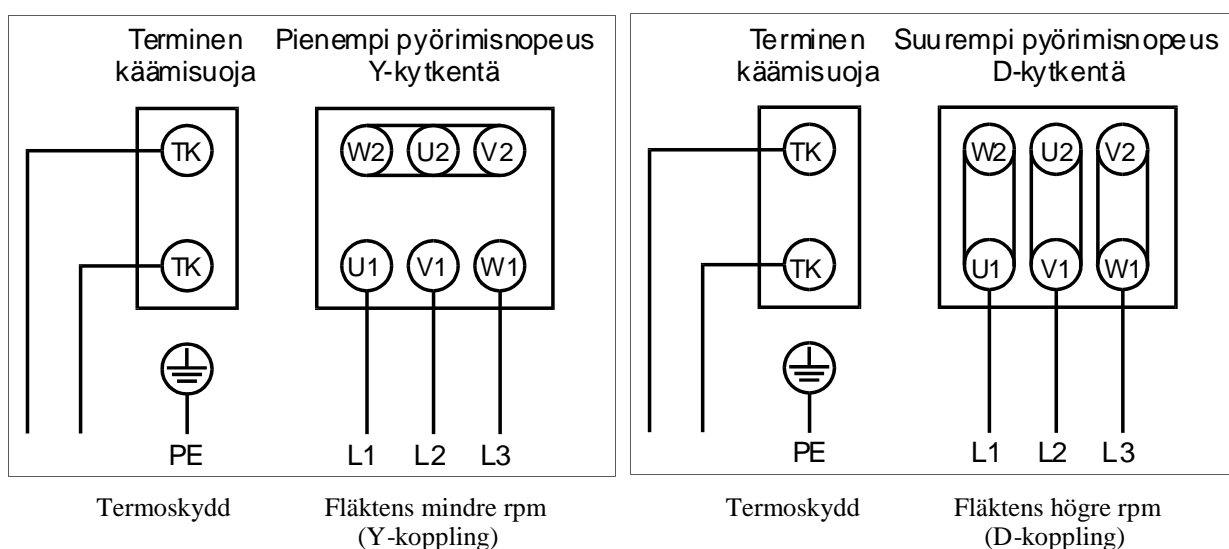 Terminen
käämisuoja
Pienempi pyörimisnopeus
Y-kytkentä
TK
W2 U2 V2
TK
U1 V1 W1
PE
L1 L2 L3
Termoskydd
Fläktens mindre rpm
(Y-koppling)
Terminen
käämisuoja
Suurempi pyörimisnopeus
D-kytkentä
TK
W2 U2 V2
TK
U1 V1 W1
PE
L1 L2 L3
Termoskydd
Fläktens högre rpm
(D-koppling)